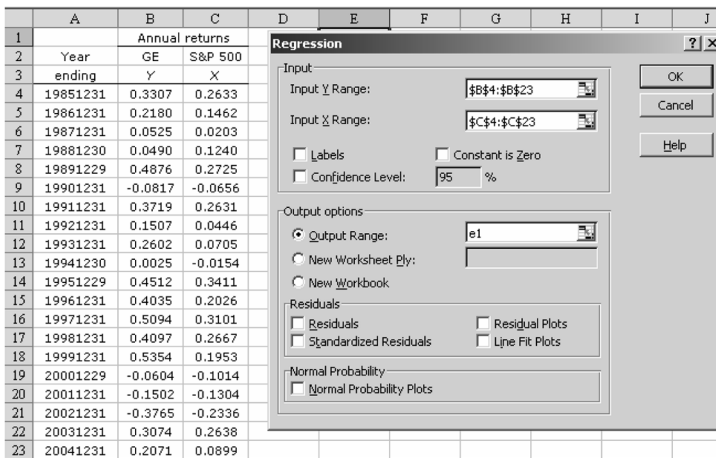 A B C D E F G H I J
1 Annual returns
2 Year GE S&P 500
3 ending Y X
4 19851231 0.3307 0.2633
5 19861231 0.2180 0.1462
6 19871231 0.0525 0.0203
7 19881230 0.0490 0.1240
8 19891229 0.4876 0.2725
9 19901231 -0.0817 -0.0656
10 19911231 0.3719 0.2631
11 19921231 0.1507 0.0446
12 19931231 0.2602 0.0705
13 19941230 0.0025 -0.0154
14 19951229 0.4512 0.3411
15 19961231 0.4035 0.2026
16 19971231 0.5094 0.3101
17 19981231 0.4097 0.2667
18 19991231 0.5354 0.1953
19 20001229 -0.0604 -0.1014
20 20011231 -0.1502 -0.1304
21 20021231 -0.3765 -0.2336
22 20031231 0.3074 0.2638
23 20041231 0.2071 0.0899
Regression
? X
Input
Input Y Range: $B$4:$B$23
Input X Range: $C$4:$C$23
Labels
Constant is Zero
Confidence Level: 95 %
Output options
Output Range: e1
New Worksheet Ply:
New Workbook
Residuals
Residuals
Residual Plots
Standardized Residuals
Line Fit Plots
Normal Probability
Normal Probability Plots
OK
Cancel
Help